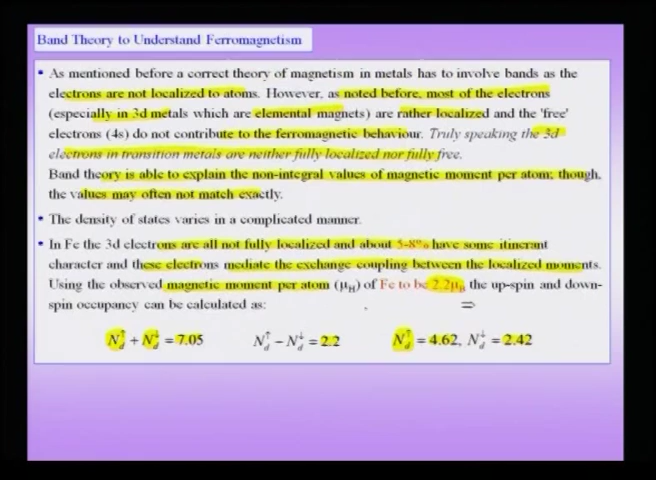 Band Theory to Understand Ferromagnetism
• As mentioned before a correct theory of magnetism in metals has to involve bands as the
electrons are not localized to atoms. However, as noted before, most of the electrons
(especially in 3d metals which are elemental magnets) are rather localized and the 'free'
electrons (4s) do not contribute to the ferromagnetic behaviour. Truly speaking the 3d
electrons in transition metals are neither fully localized nor fully free.
Band theory is able to explain the non-integral values of magnetic moment per atom; though,
the values may often not match exactly.
• The density of states varies in a complicated manner.
• In Fe the 3d electrons are all not fully localized and about 5-8% have some itinerant
character and these electrons mediate the exchange coupling between the localized moments.
Using the observed magnetic moment per atom (μH) of Fe to be 2.2μB the up-spin and down-
spin occupancy can be calculated as: ⇒
N↑d + N↓d = 7.05 N↑d − N↓d = 2.2 N↑d = 4.62, N↓d = 2.42